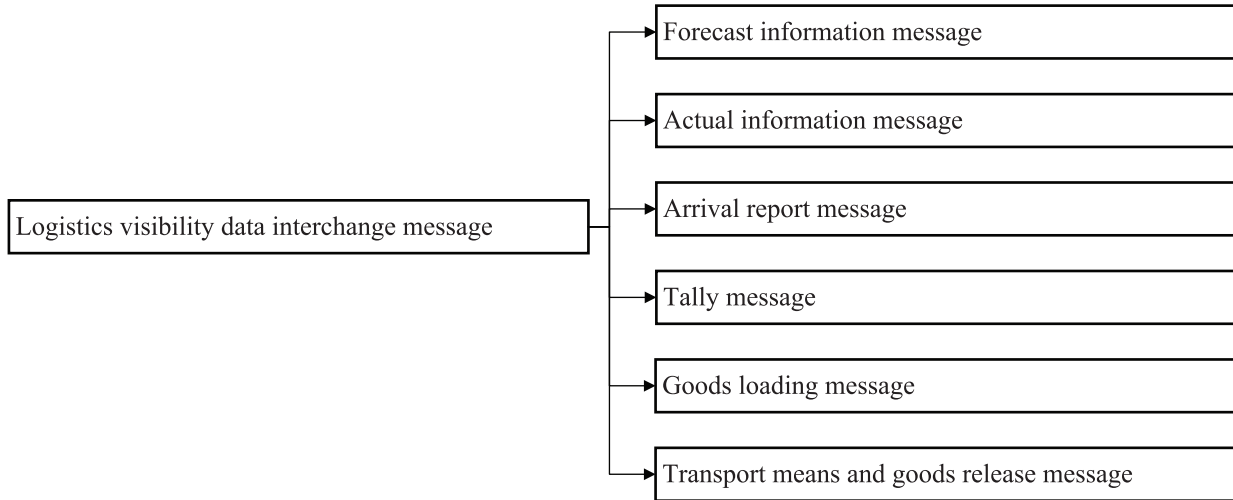 Forecast information message
Actual information message
Arrival report message
Logistics visibility data interchange message
Tally message
Goods loading message
Transport means and goods release message